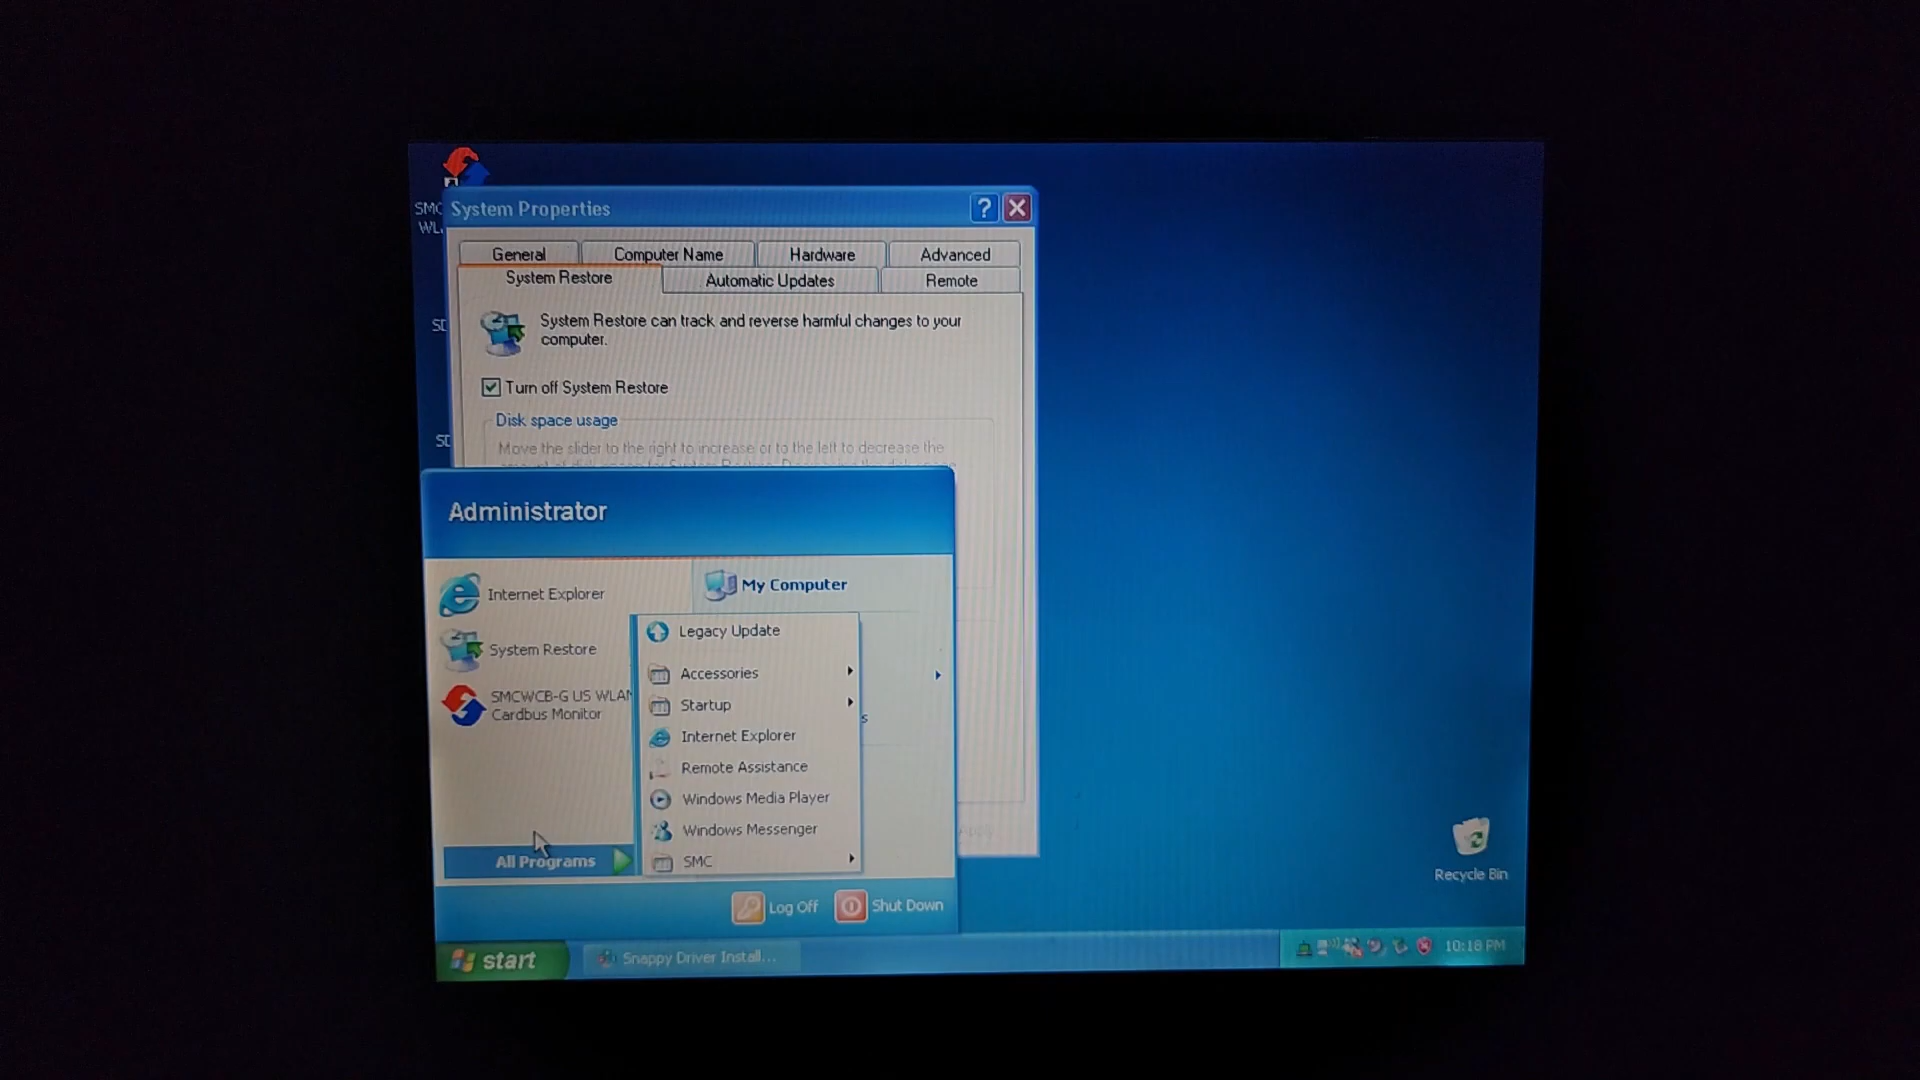 SMC
WL
System Properties
?
General
Computer Name
Hardware
Advanced
System Restore
Automatic Updates
Remote
System Restore can track and reverse harmful changes to your
computer.
Turn off System Restore
Disk space usage
Move the slider to the right to increase or to the left to decrease the
Administrator
Internet Explorer
My Computer
System Restore
SMCWCB-G US WLAN
Cardbus Monitor
Legacy Update
Accessories
Startup
Internet Explorer
Remote Assistance
Windows Media Player
Windows Messenger
SMC
s
All Programs
Log Off
Shut Down
Recycle Bin
start
Snappy Driver Install...
10:18 PM